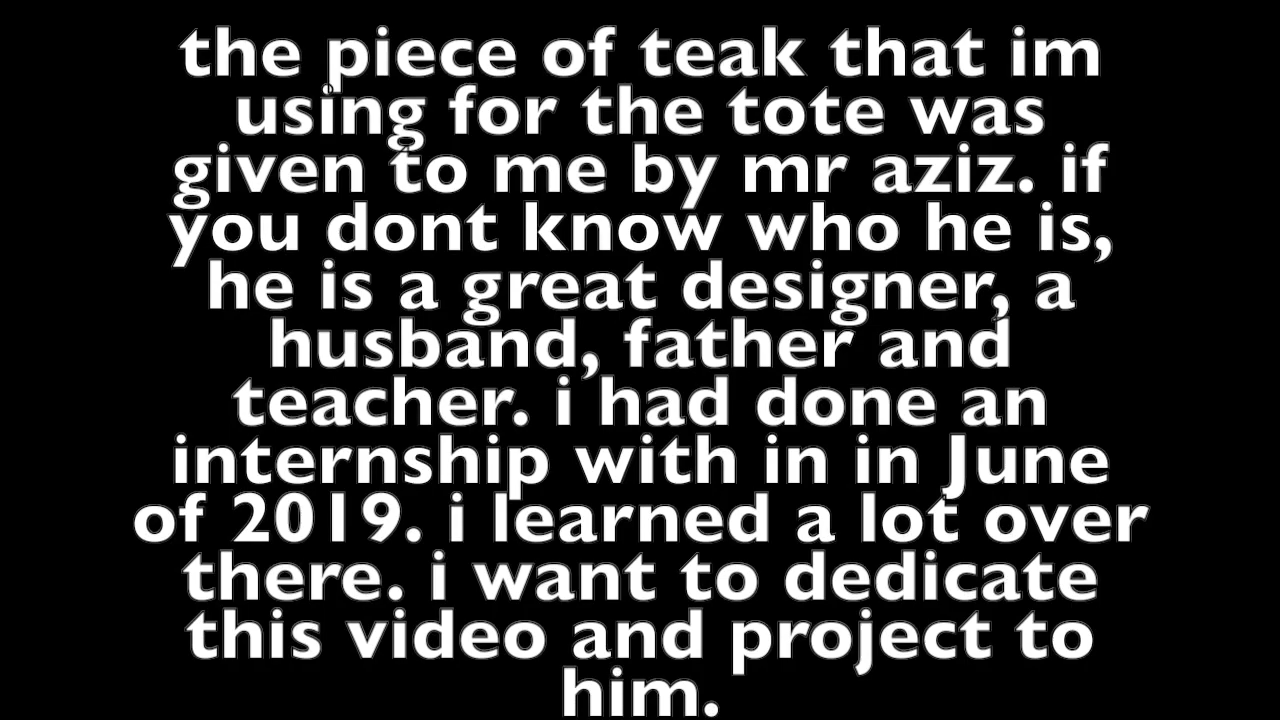 the piece of teak that im
using for the tote was
given to me by mr aziz. if
you dont know who he is,
he is a great designer, a
husband, father and
teacher. i had done an
internship with in in June
of 2019. i learned a lot over
there. i want to dedicate
this video and project to
him.